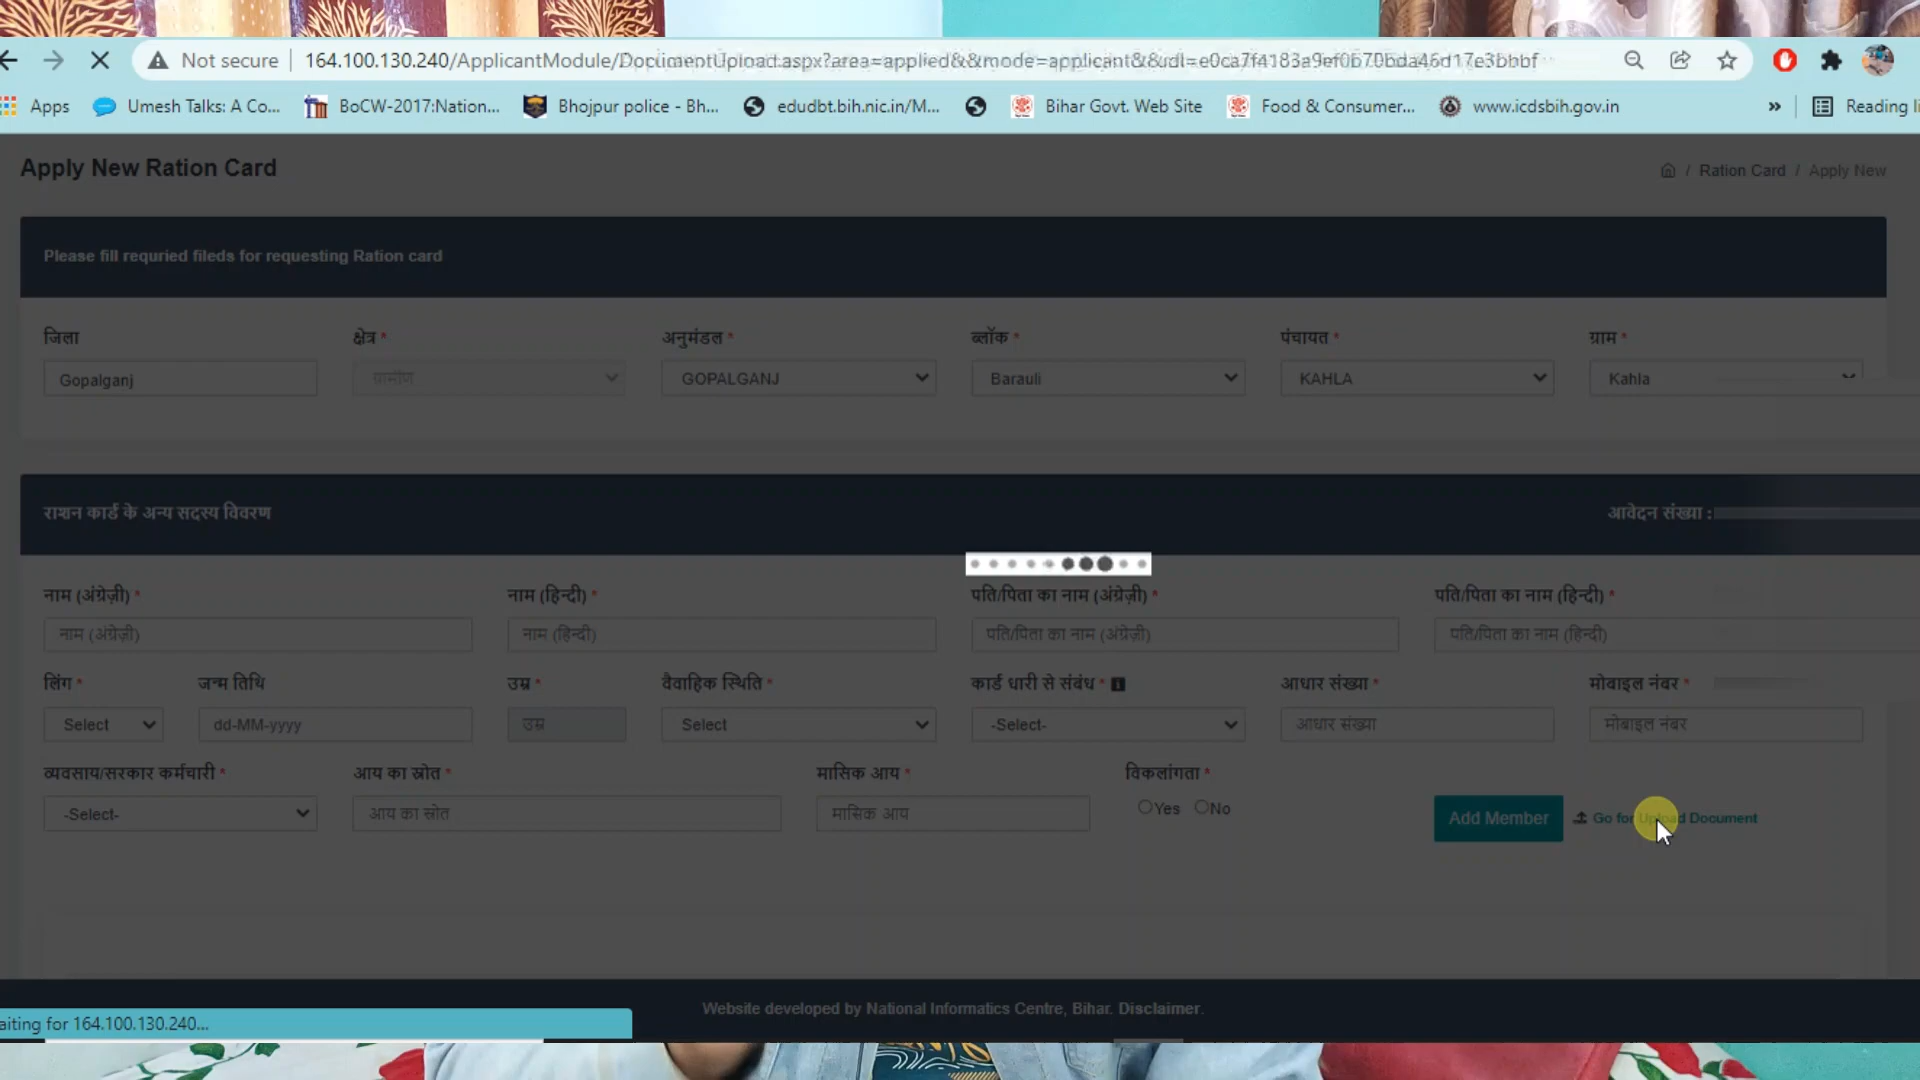 Not secure 164.100.130.240/ApplicantModule/DocumentUpload.aspx?area=applied&&mode=applicant&&rdl=
Apps Umesh Talks: A Co... BoCW-2017:Nation... Bhojpur police - Bh... edudbt.bih.nic.in/M... Bihar Govt. Web Site Food & Consumer... www.icdsbih.gov.in » Reading li
Apply New Ration Card / Ration Card / Apply New
Please fill requried fileds for requesting Ration card
जिला क्षेत्र * अनुमंडल * ब्लॉक * पंचायत * ग्राम *
Gopalganj ग्रामीण GOPALGANJ Barauli KAHLA Kahla
राशन कार्ड के अन्य सदस्य विवरण आवेदन संख्या :
नाम (अंग्रेज़ी) * नाम (हिन्दी) * पति/पिता का नाम (अंग्रेज़ी) * पति/पिता का नाम (हिन्दी) *
नाम (अंग्रेज़ी) नाम (हिन्दी) पति/पिता का नाम (अंग्रेज़ी) पति/पिता का नाम (हिन्दी)
लिंग * जन्म तिथि उम्र * वैवाहिक स्थिति * कार्ड धारी से संबंध * आधार संख्या * मोबाइल नंबर *
Select dd-MM-yyyy उम्र Select -Select- आधार संख्या मोबाइल नंबर
व्यवसाय/सरकार कर्मचारी * आय का स्रोत * मासिक आय * विकलांगता *
-Select- आय का स्रोत मासिक आय Yes No Add Member Go for Upload Document
Website developed by National Informatics Centre, Bihar. Disclaimer.
aiting for 164.100.130.240...